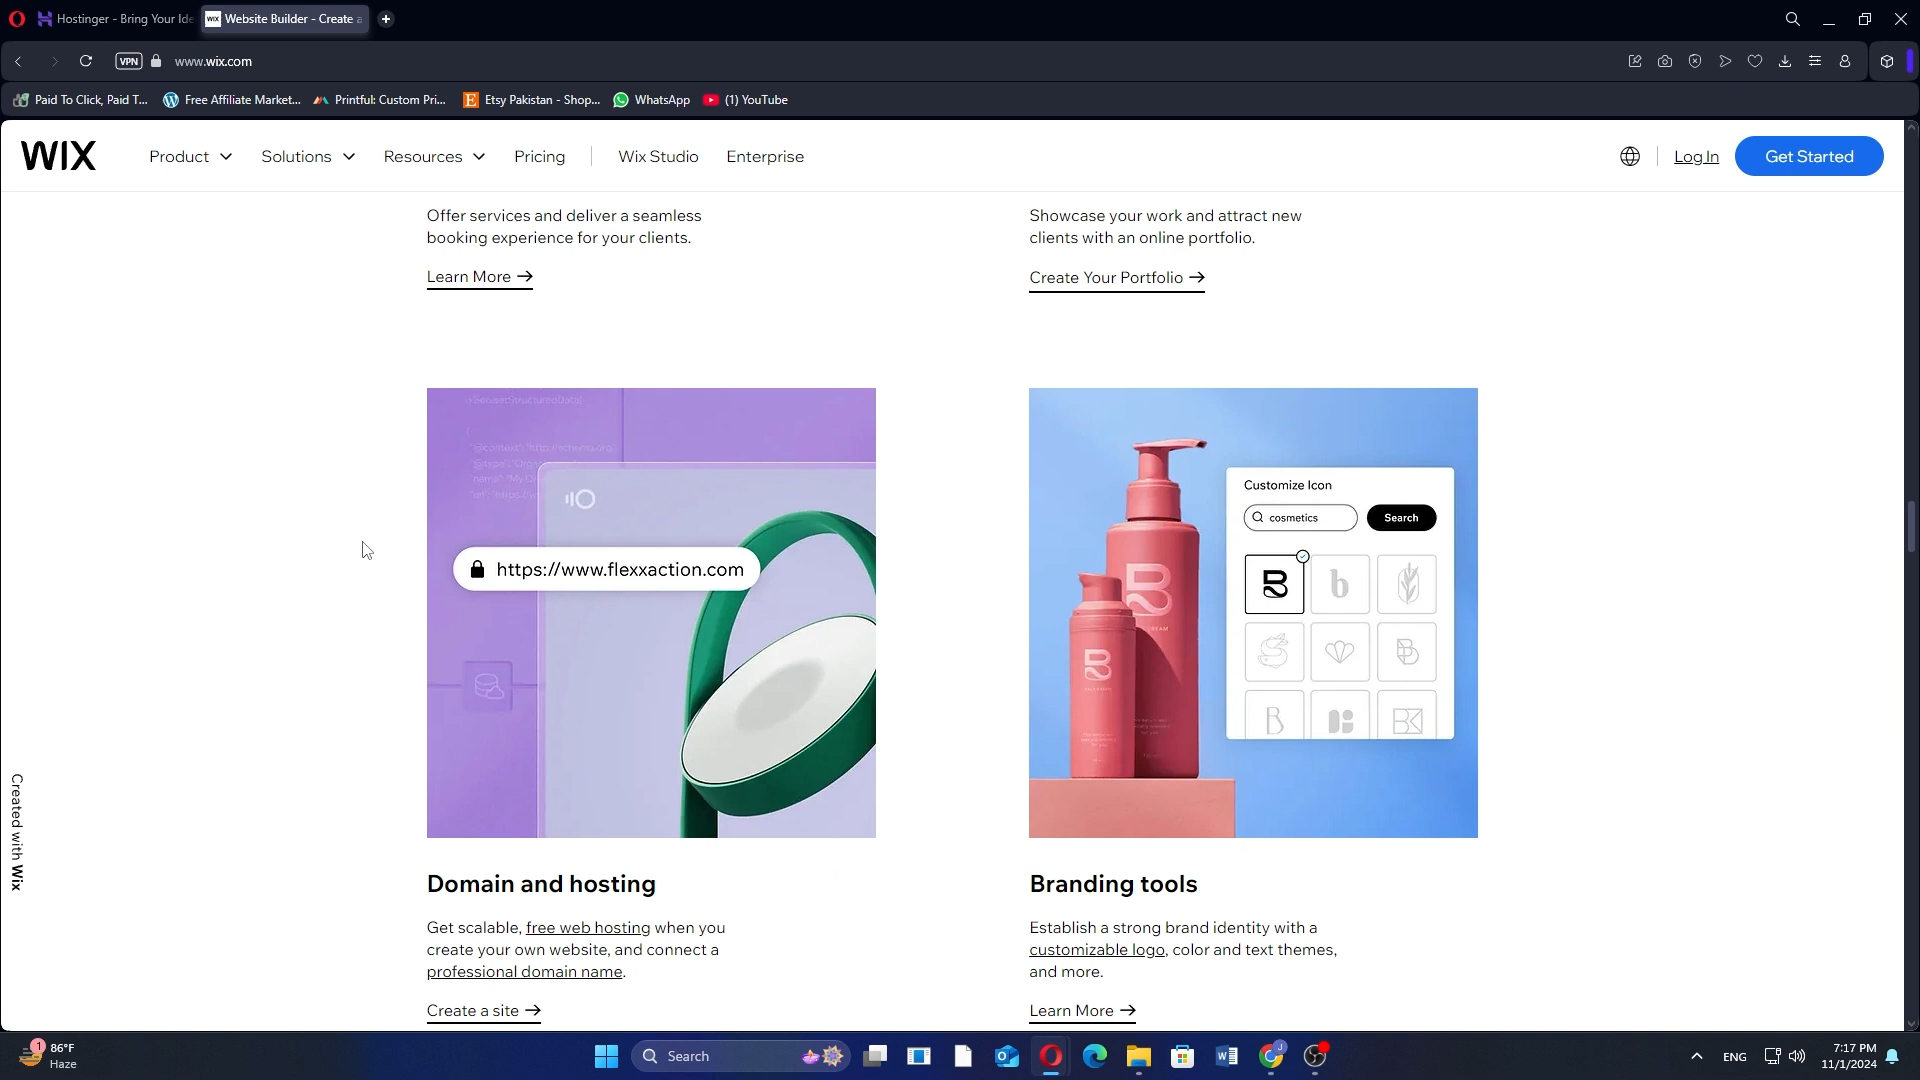 Hostinger - Bring Your Ide
WIX
Website Builder - Create a
VPN
www.wix.com
Paid To Click, Paid T...
Free Affiliate Market...
Printful: Custom Pri...
Etsy Pakistan - Shop...
WhatsApp
(1) YouTube
WIX
Product
Solutions
Resources
Pricing
Wix Studio
Enterprise
Log In
Get Started
Offer services and deliver a seamless
booking experience for your clients.
Learn More →
Showcase your work and attract new
clients with an online portfolio.
Create Your Portfolio →
https://www.flexxaction.com
Customize Icon
cosmetics
Search
Domain and hosting
Get scalable, free web hosting when you
create your own website, and connect a
professional domain name.
Create a site →
Branding tools
Establish a strong brand identity with a
customizable logo, color and text themes,
and more.
Learn More →
Created with Wix
1
86°F
Haze
Search
ENG
7:17 PM
11/1/2024